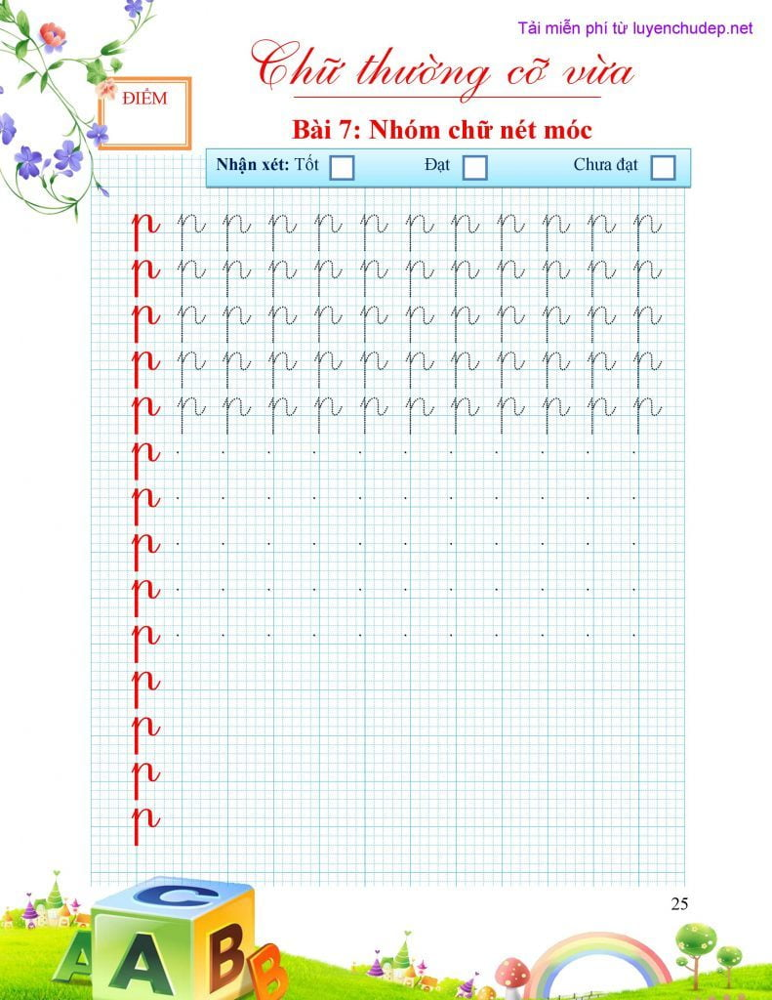 Tải miễn phí từ luyenchudep.net
Chữ thường cỡ vừa
ĐIỂM
Bài 7: Nhóm chữ nét móc
Nhận xét: Tốt Đạt Chưa đạt
p p p p p p p p p p p p
p p p p p p p p p p p p
p p p p p p p p p p p p
p p p p p p p p p p p p
p p p p p p p p p p p p
p
p
p
p
p
p
p
p
p
25
C
A A B B